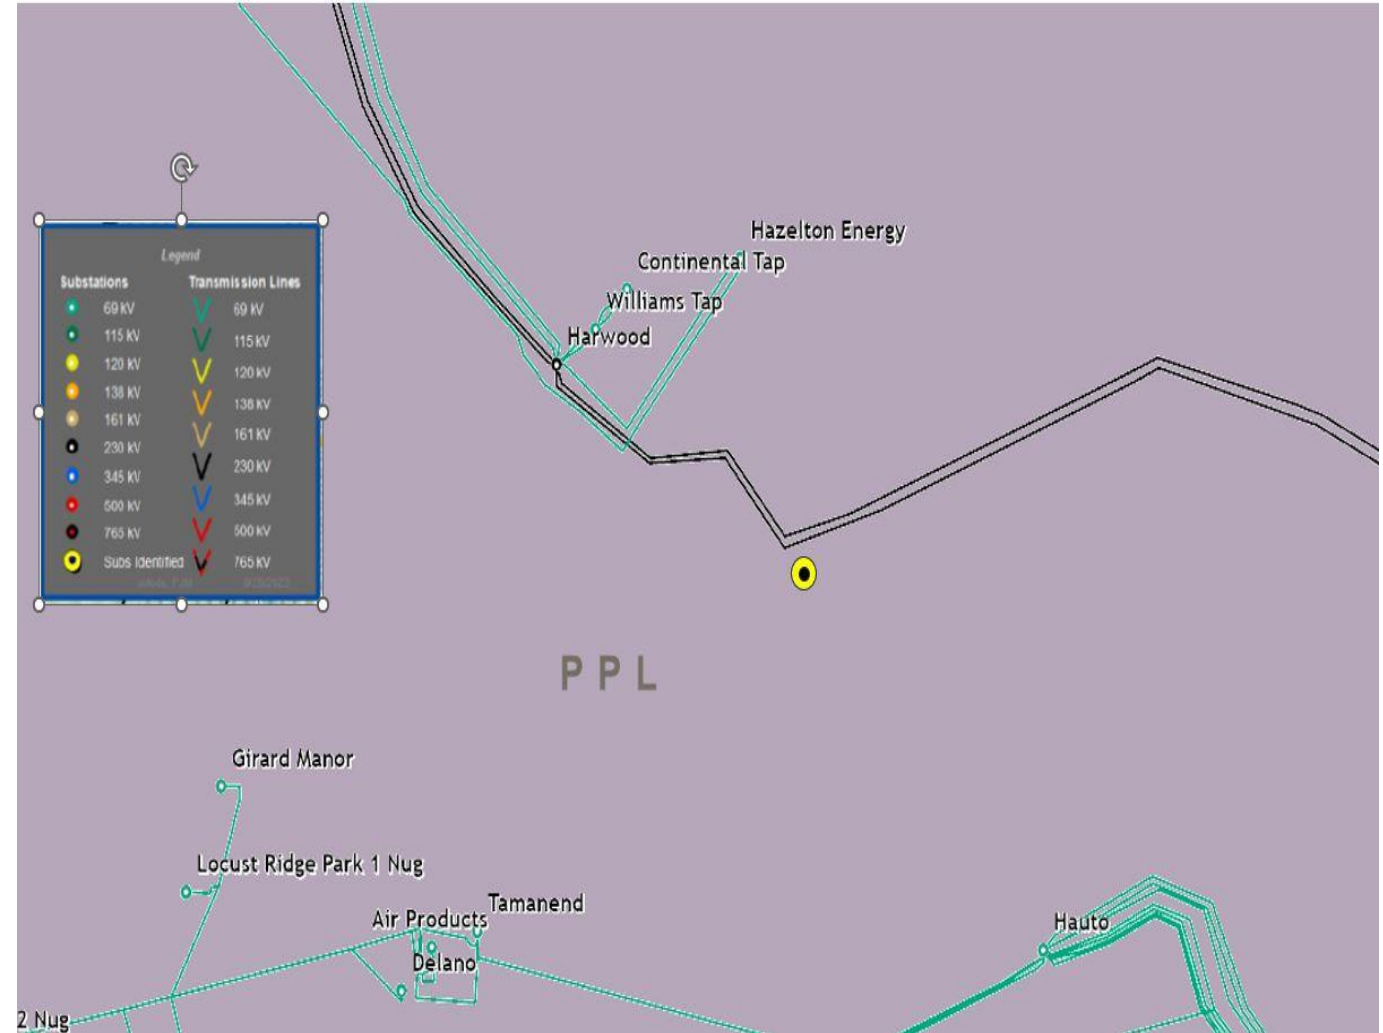 Hazelton Energy
Continental Tap
Williams Tap
Harwood
Legend
Substations
Transmission Lines
69 kV
69 kV
115 kV
115 kV
120 kV
120 kV
138 kV
138 kV
161 kV
161 kV
230 kV
230 kV
345 kV
345 kV
500 kV
500 kV
765 kV
765 kV
Subs Identified
PPL
Girard Manor
Locust Ridge Park 1 Nug
Air Products
Tamanend
Delano
Hauto
2 Nug